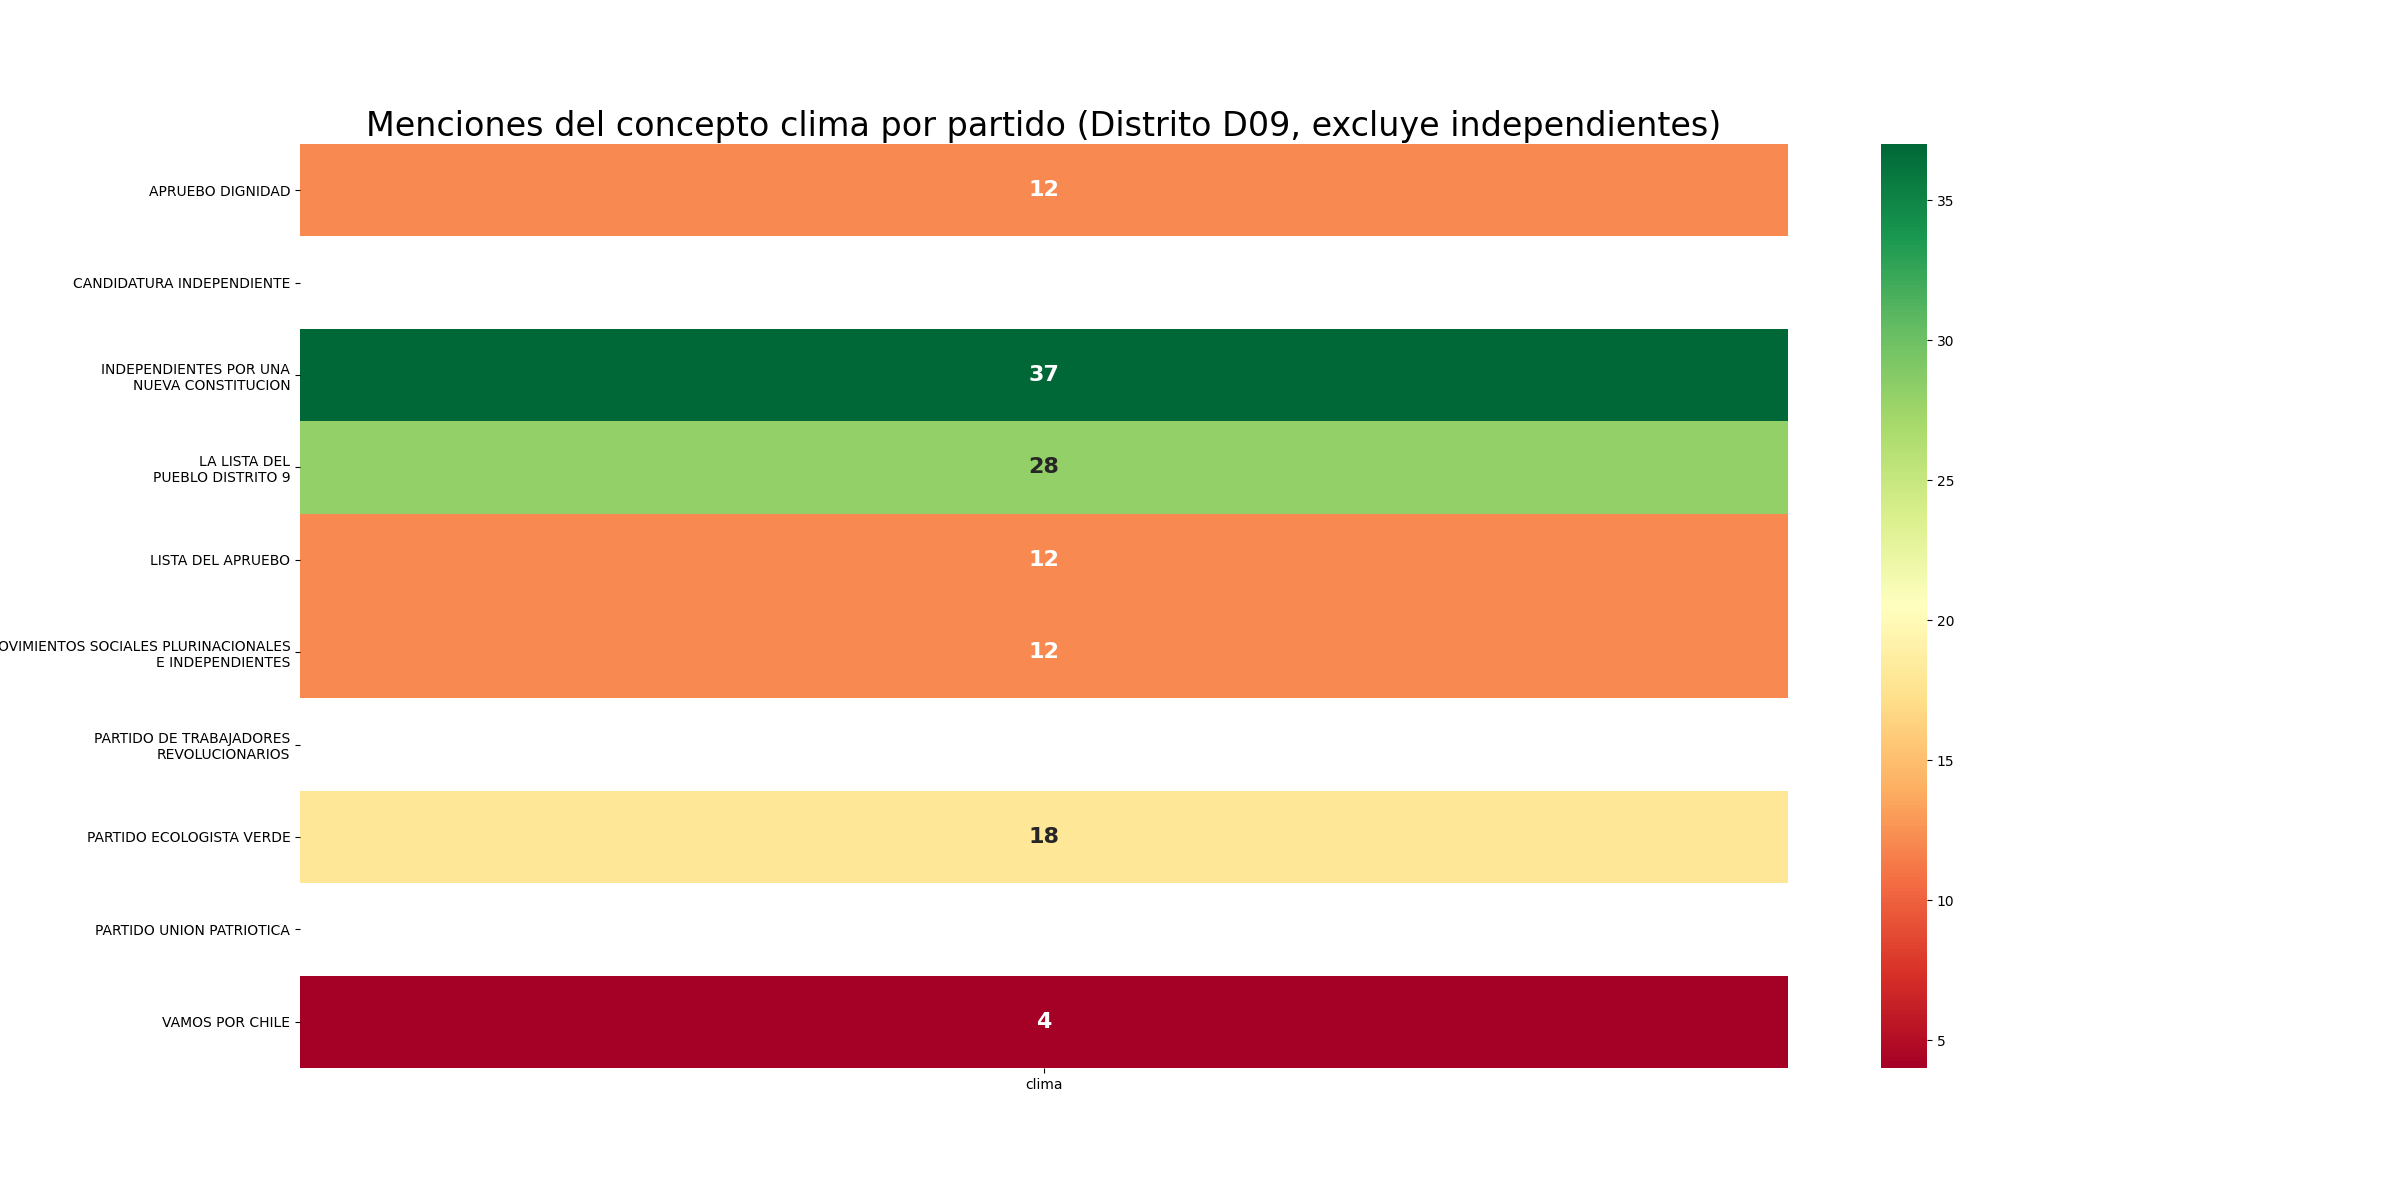 Menciones del concepto clima por partido (Distrito D09, excluye independientes)
APRUEBO DIGNIDAD
12
CANDIDATURA INDEPENDIENTE
INDEPENDIENTES POR UNA
NUEVA CONSTITUCION
37
LA LISTA DEL
PUEBLO DISTRITO 9
28
LISTA DEL APRUEBO
12
OVIMIENTOS SOCIALES PLURINACIONALES
E INDEPENDIENTES
12
PARTIDO DE TRABAJADORES
REVOLUCIONARIOS
PARTIDO ECOLOGISTA VERDE
18
PARTIDO UNION PATRIOTICA
VAMOS POR CHILE
4
clima
35
30
25
20
15
10
5